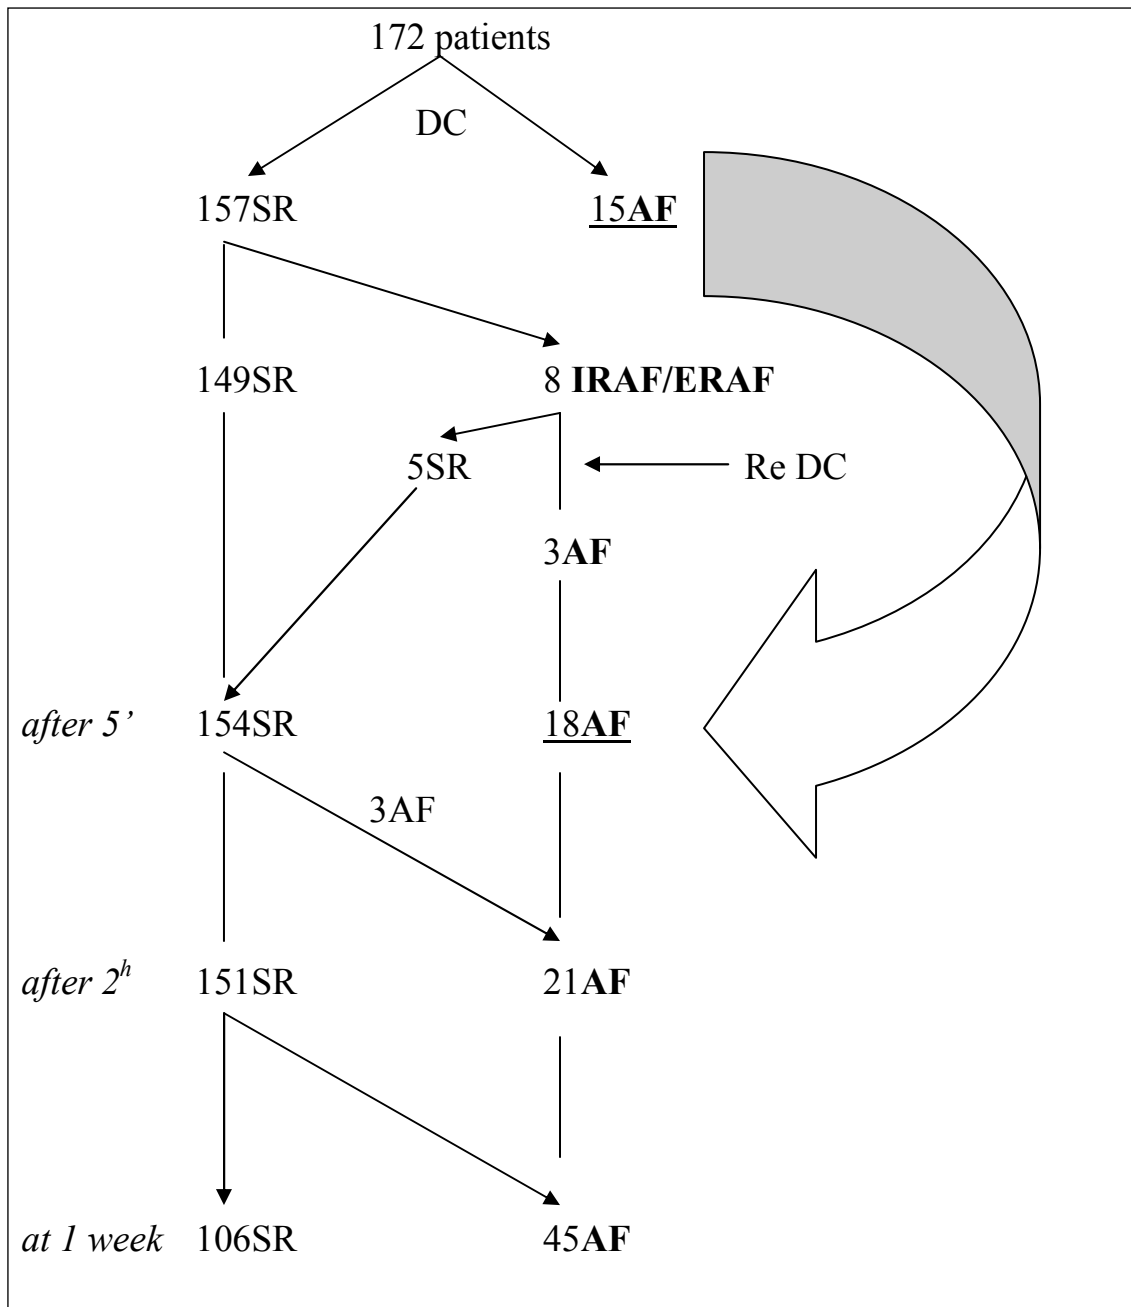 172 patients
DC
157SR 15AF
149SR 8 IRAF/ERAF
5SR Re DC
3AF
after 5’ 154SR 18AF
3AF
after 2h 151SR 21AF
at 1 week 106SR 45AF